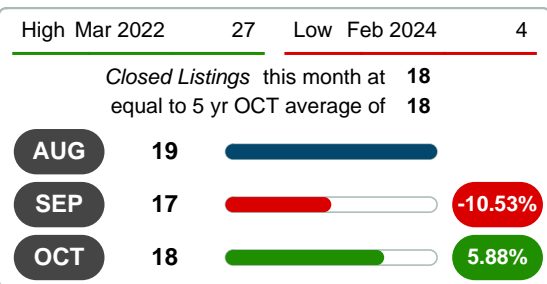 High Mar 2022 27 Low Feb 2024 4
Closed Listings this month at 18
equal to 5 yr OCT average of 18
AUG 19
SEP 17 -10.53%
OCT 18 5.88%